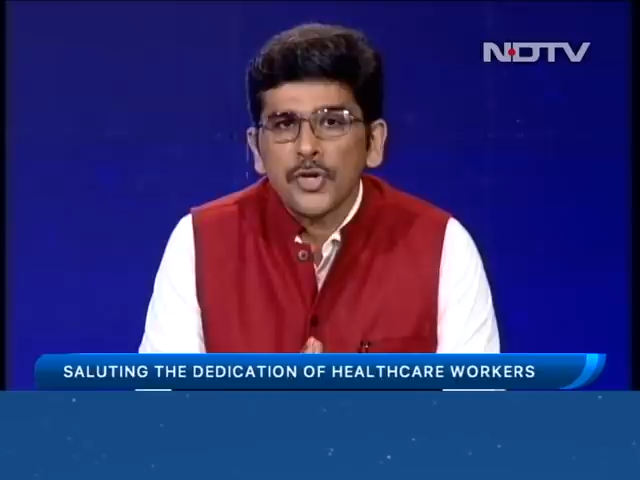 NDTV
SALUTING THE DEDICATION OF HEALTHCARE WORKERS